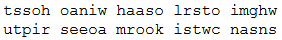 tssoh oaniw haaso lrsto imghw
utpir seeoa mrook istwc nasns